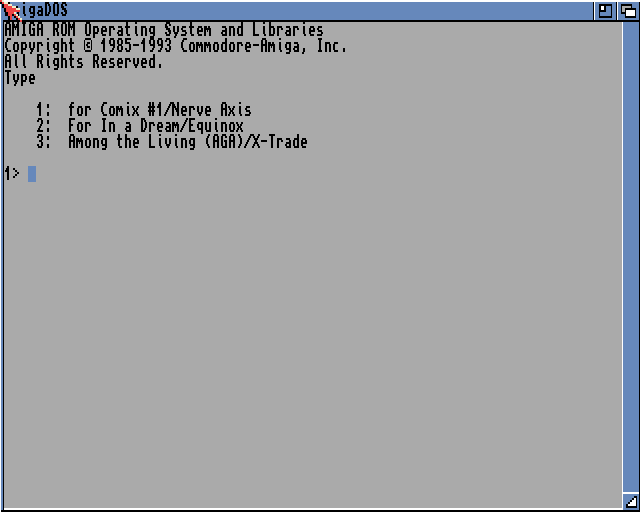 igaDOS
AMIGA ROM Operating System and Libraries
Copyright © 1985-1993 Commodore-Amiga, Inc.
All Rights Reserved.
Type
1: for Comix #1/Nerve Axis
2: For In a Dream/Equinox
3: Among the Living (AGA)/X-Trade
1>